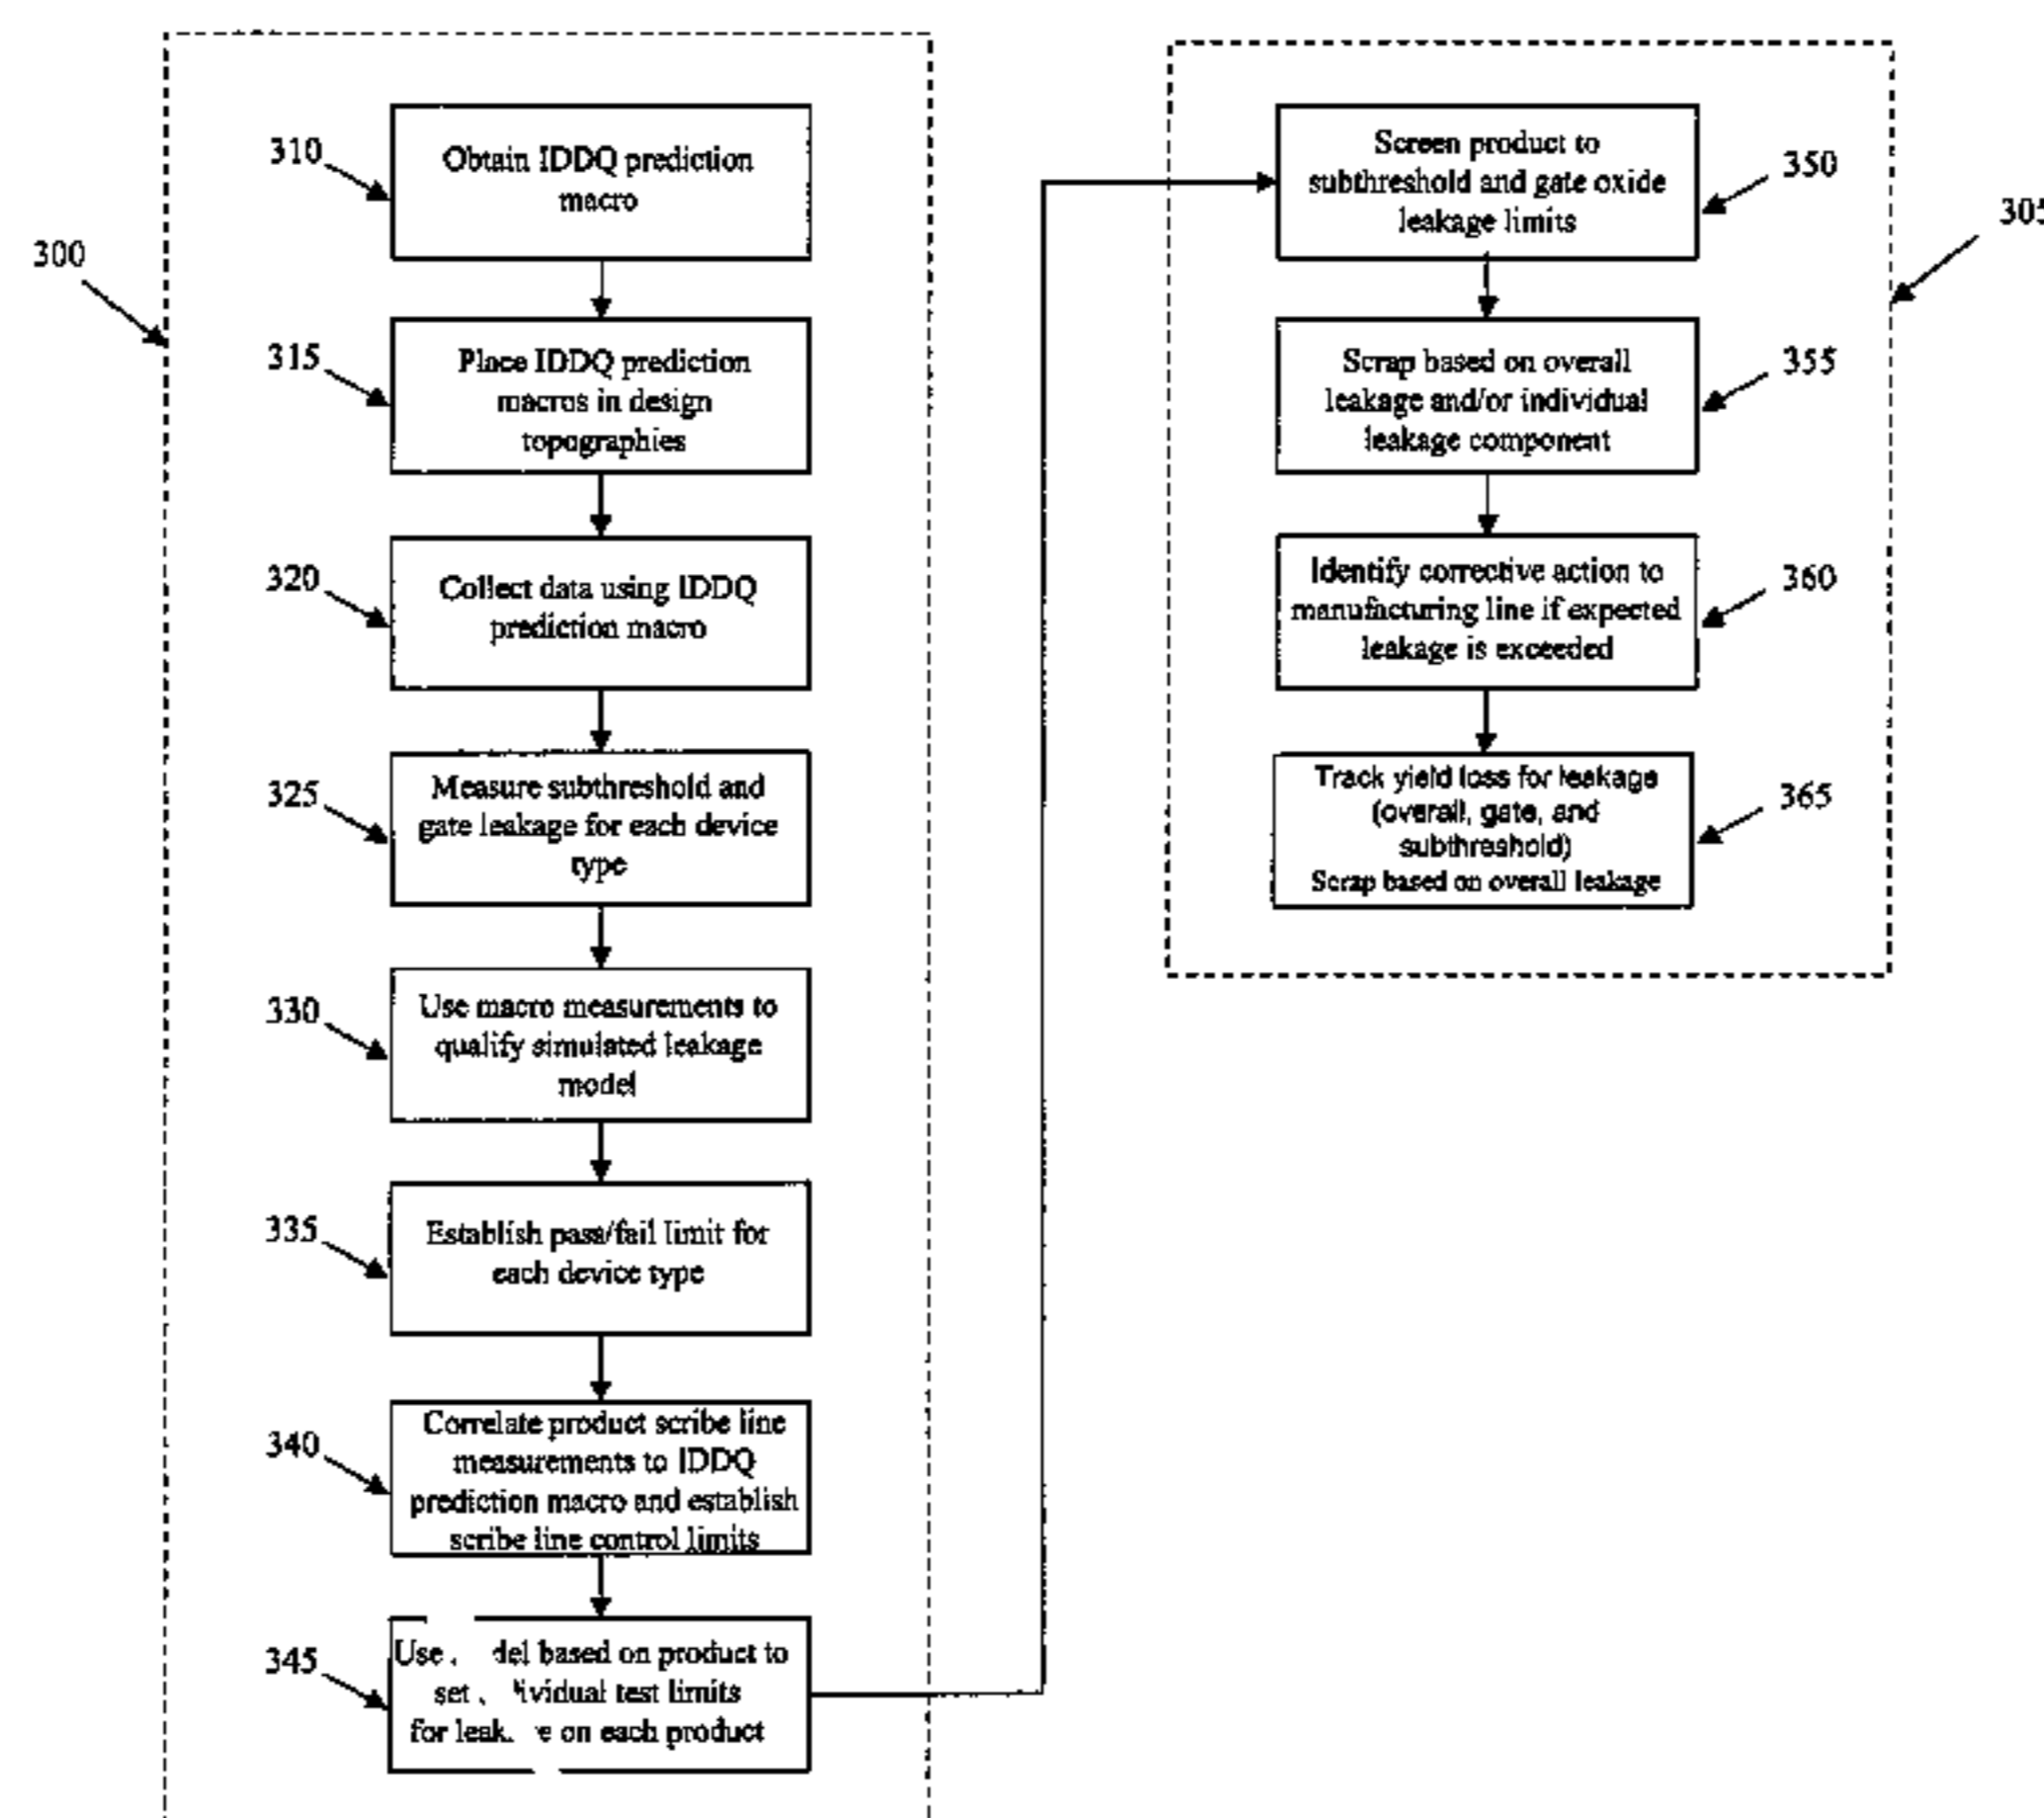 300
310
Obtain IDDQ prediction
macro
315
Place IDDQ prediction
macros in design
topographies
320
Collect data using IDDQ
prediction macro
325
Measure subthreshold and
gate leakage for each device
type
330
Use macro measurements to
qualify simulated leakage
model
335
Establish pass/fail limit for
each device type
340
Correlate product scribe line
measurements to IDDQ
prediction macro and establish
scribe line control limits
345
Use del based on product to
set ividual test limits
for leak e on each product
305
350
Screen product to
subthreshold and gate oxide
leakage limits
355
Scrap based on overall
leakage and/or individual
leakage component
360
Identify corrective action to
manufacturing line if expected
leakage is exceeded
365
Track yield loss for leakage
(overall, gate, and
subthreshold)
Scrap based on overall leakage